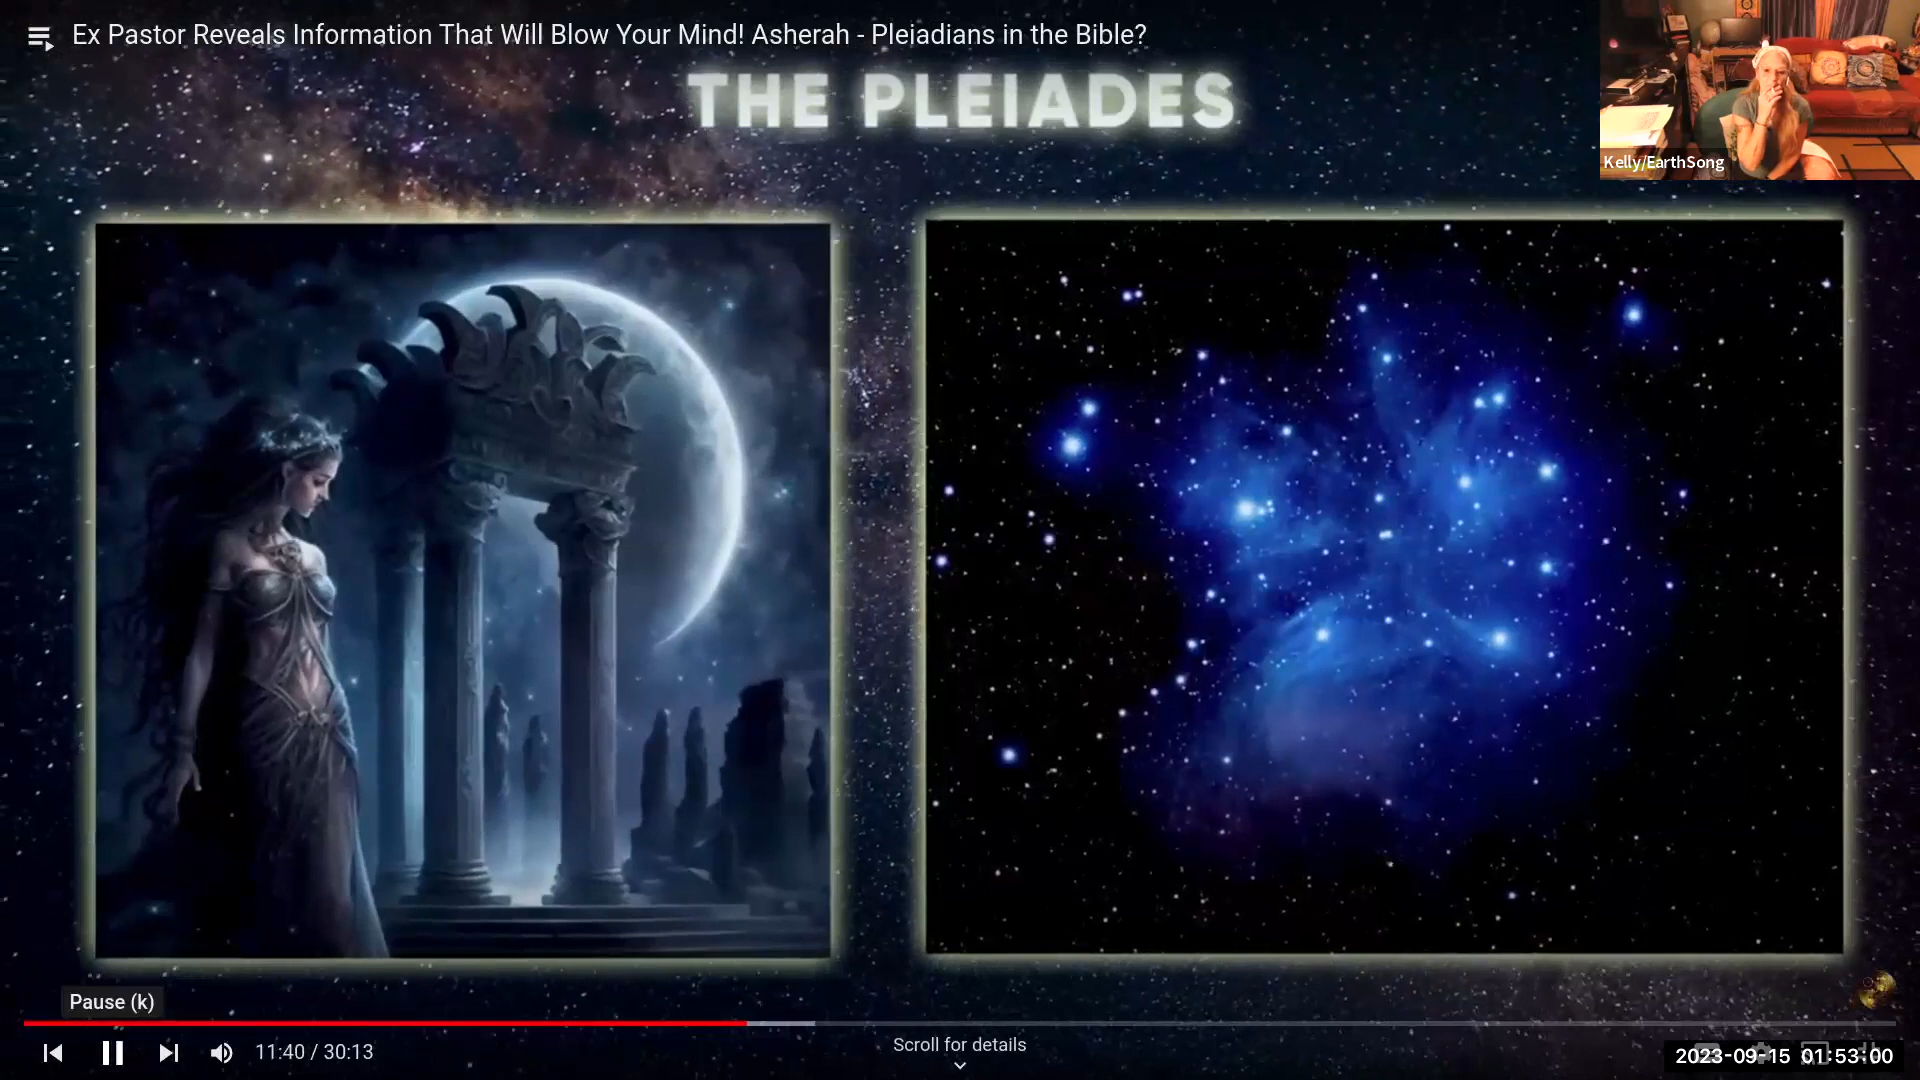 Ex Pastor Reveals Information That Will Blow Your Mind! Asherah - Pleiadians in the Bible?
THE PLEIADES
Kelly/EarthSong
Pause (k)
11:40 / 30:13
Scroll for details
2023-09-15 01:53:00